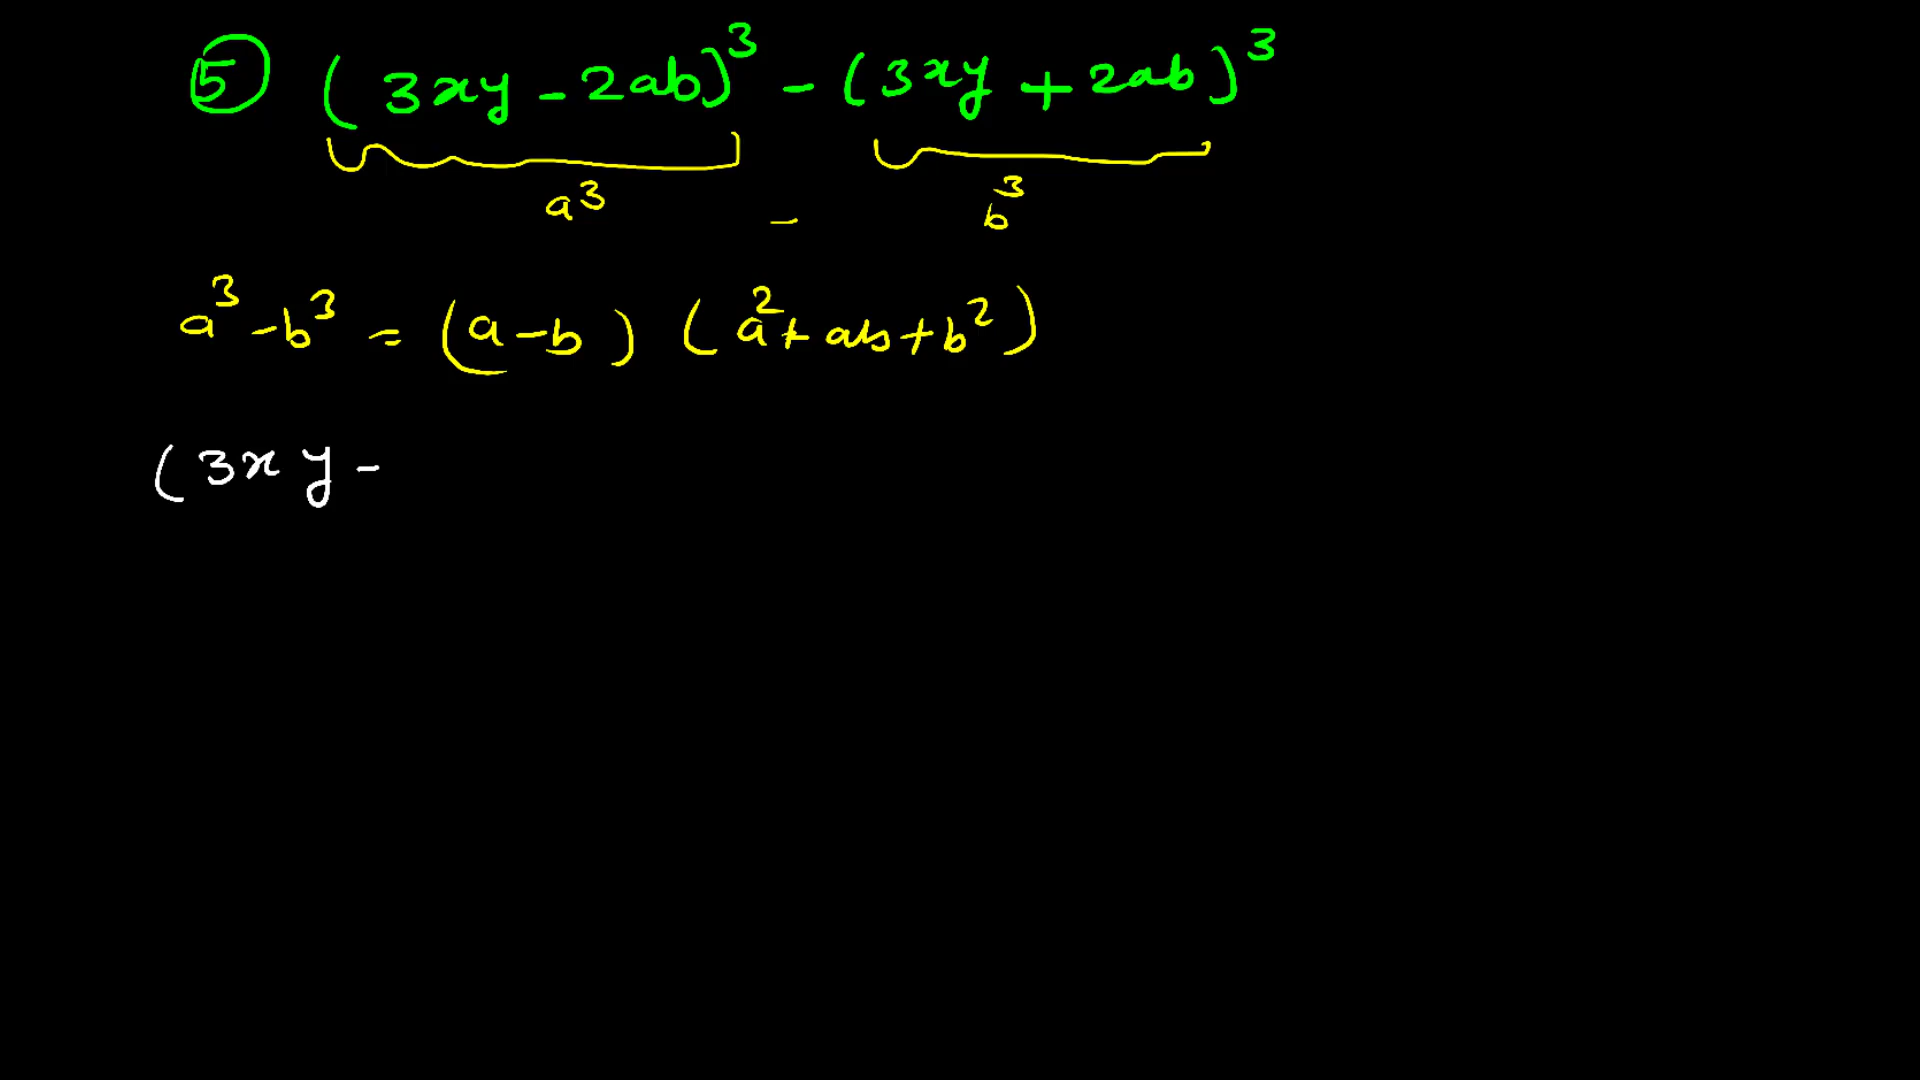 5 (3xy - 2ab)³ - (3xy + 2ab)³
a³ - b³
a³ - b³ = (a - b) (a² + ab + b²)
(3xy -